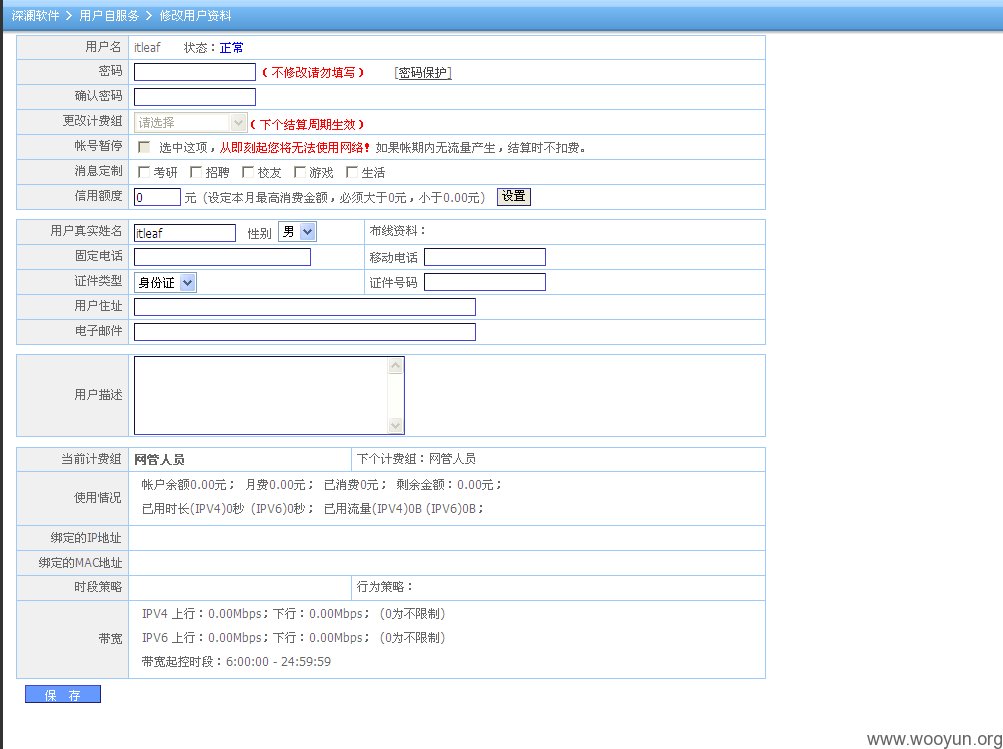 深澜软件 > 用户自服务 > 修改用户资料
用户名 itleaf 状态：正常
密码 （不修改请勿填写） [密码保护]
确认密码
更改计费组 请选择 （下个结算周期生效）
帐号暂停 选中这项，从即刻起您将无法使用网络！如果帐期内无流量产生，结算时不扣费。
消息定制 考研 招聘 校友 游戏 生活
信用额度 0 元（设定本月最高消费金额，必须大于0元，小于0.00元） 设置
用户真实姓名 itleaf 性别 男 布线资料：
固定电话 移动电话
证件类型 身份证 证件号码
用户住址
电子邮件
用户描述
当前计费组 网管人员 下个计费组：网管人员
使用情况 帐户余额0.00元； 月费0.00元； 已消费0元； 剩余金额：0.00元；
已用时长(IPV4)0秒 (IPV6)0秒； 已用流量(IPV4)0B (IPV6)0B；
绑定的IP地址
绑定的MAC地址
时段策略 行为策略：
带宽 IPV4 上行：0.00Mbps；下行：0.00Mbps； （0为不限制）
IPV6 上行：0.00Mbps；下行：0.00Mbps； （0为不限制）
带宽起控时段：6:00:00 - 24:59:59
保 存
www.wooyun.org